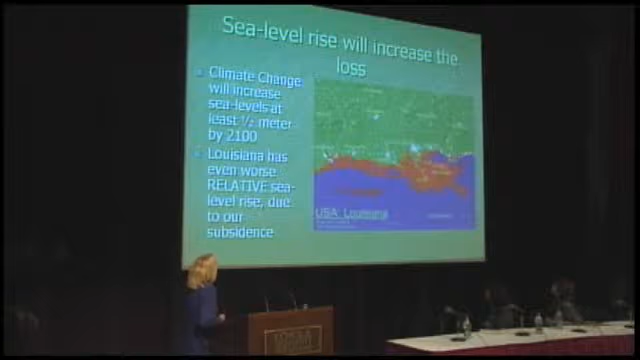 Sea-level rise will increase the
loss
Climate Change
will increase
sea-levels at
least ½ meter
by 2100
Louisiana has
even worse
RELATIVE sea-
level rise, due
to our
subsidence
USA: Louisiana